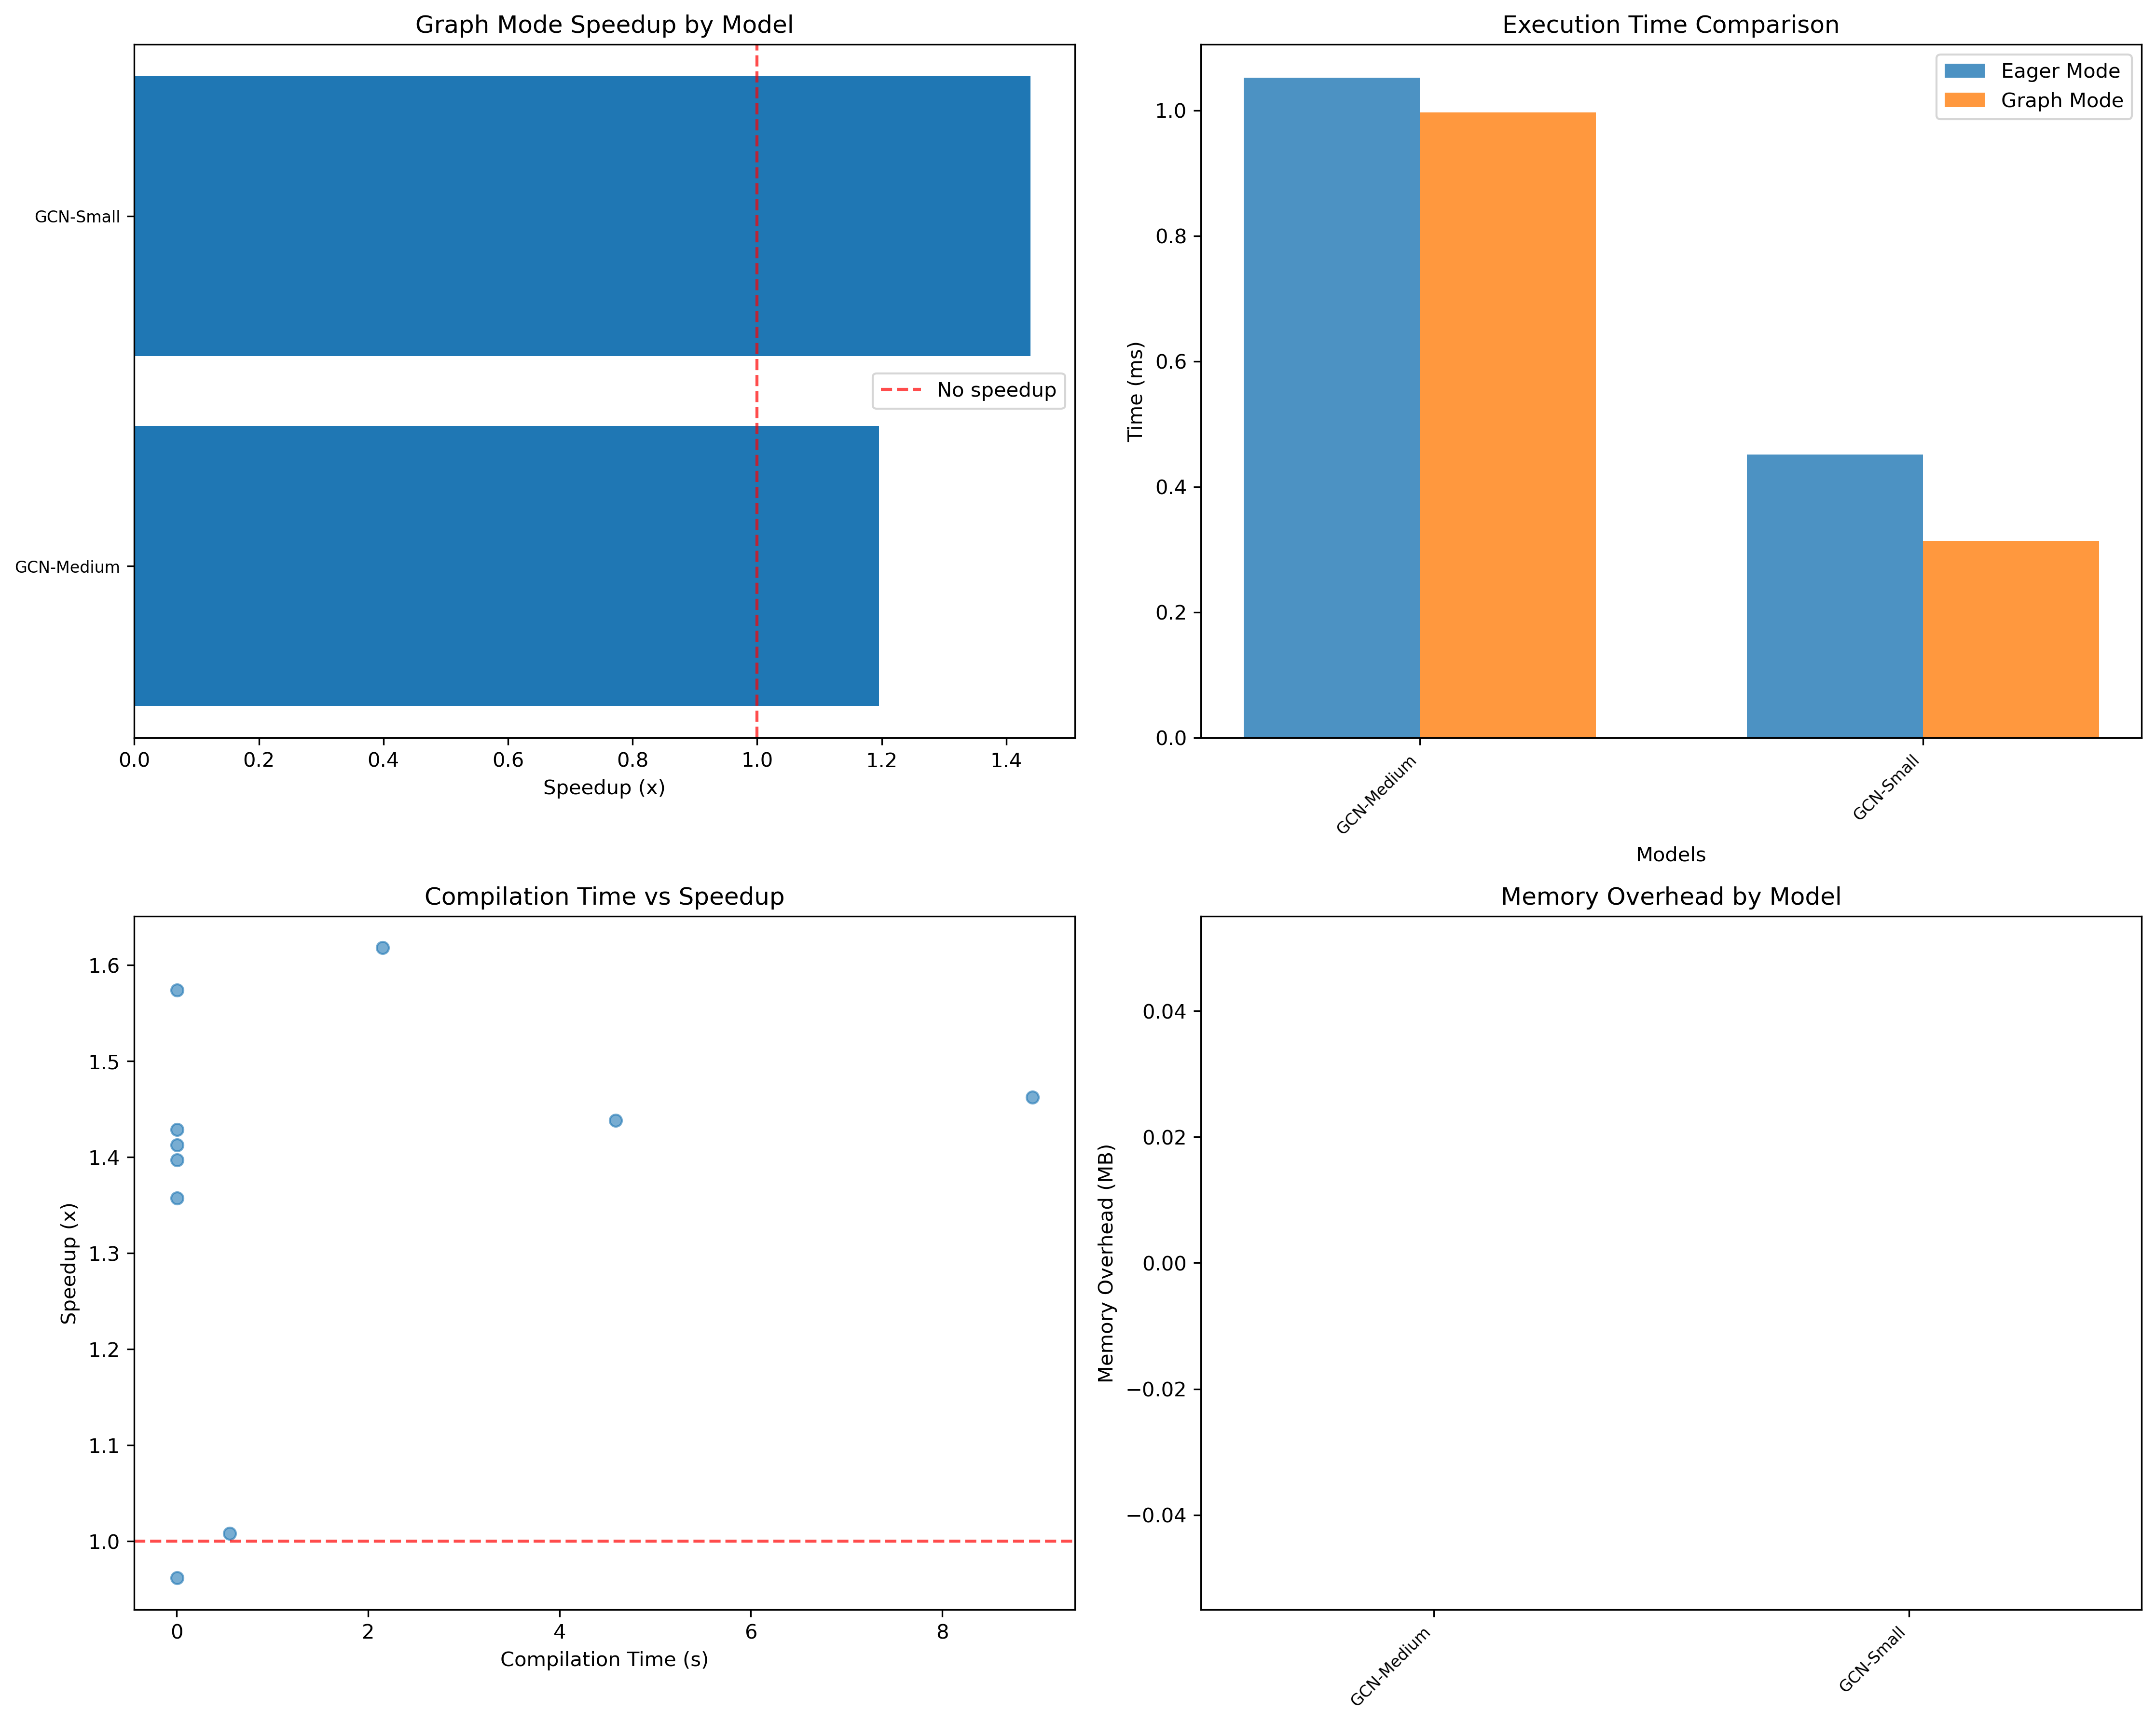 Graph Mode Speedup by Model
GCN-Small
GCN-Medium
No speedup
0.0 0.2 0.4 0.6 0.8 1.0 1.2 1.4
Speedup (x)
Execution Time Comparison
Eager Mode
Graph Mode
Time (ms)
1.0
0.8
0.6
0.4
0.2
0.0
GCN-Medium GCN-Small
Models
Compilation Time vs Speedup
Speedup (x)
1.6
1.5
1.4
1.3
1.2
1.1
1.0
0 2 4 6 8
Compilation Time (s)
Memory Overhead by Model
Memory Overhead (MB)
0.04
0.02
0.00
−0.02
−0.04
GCN-Medium GCN-Small